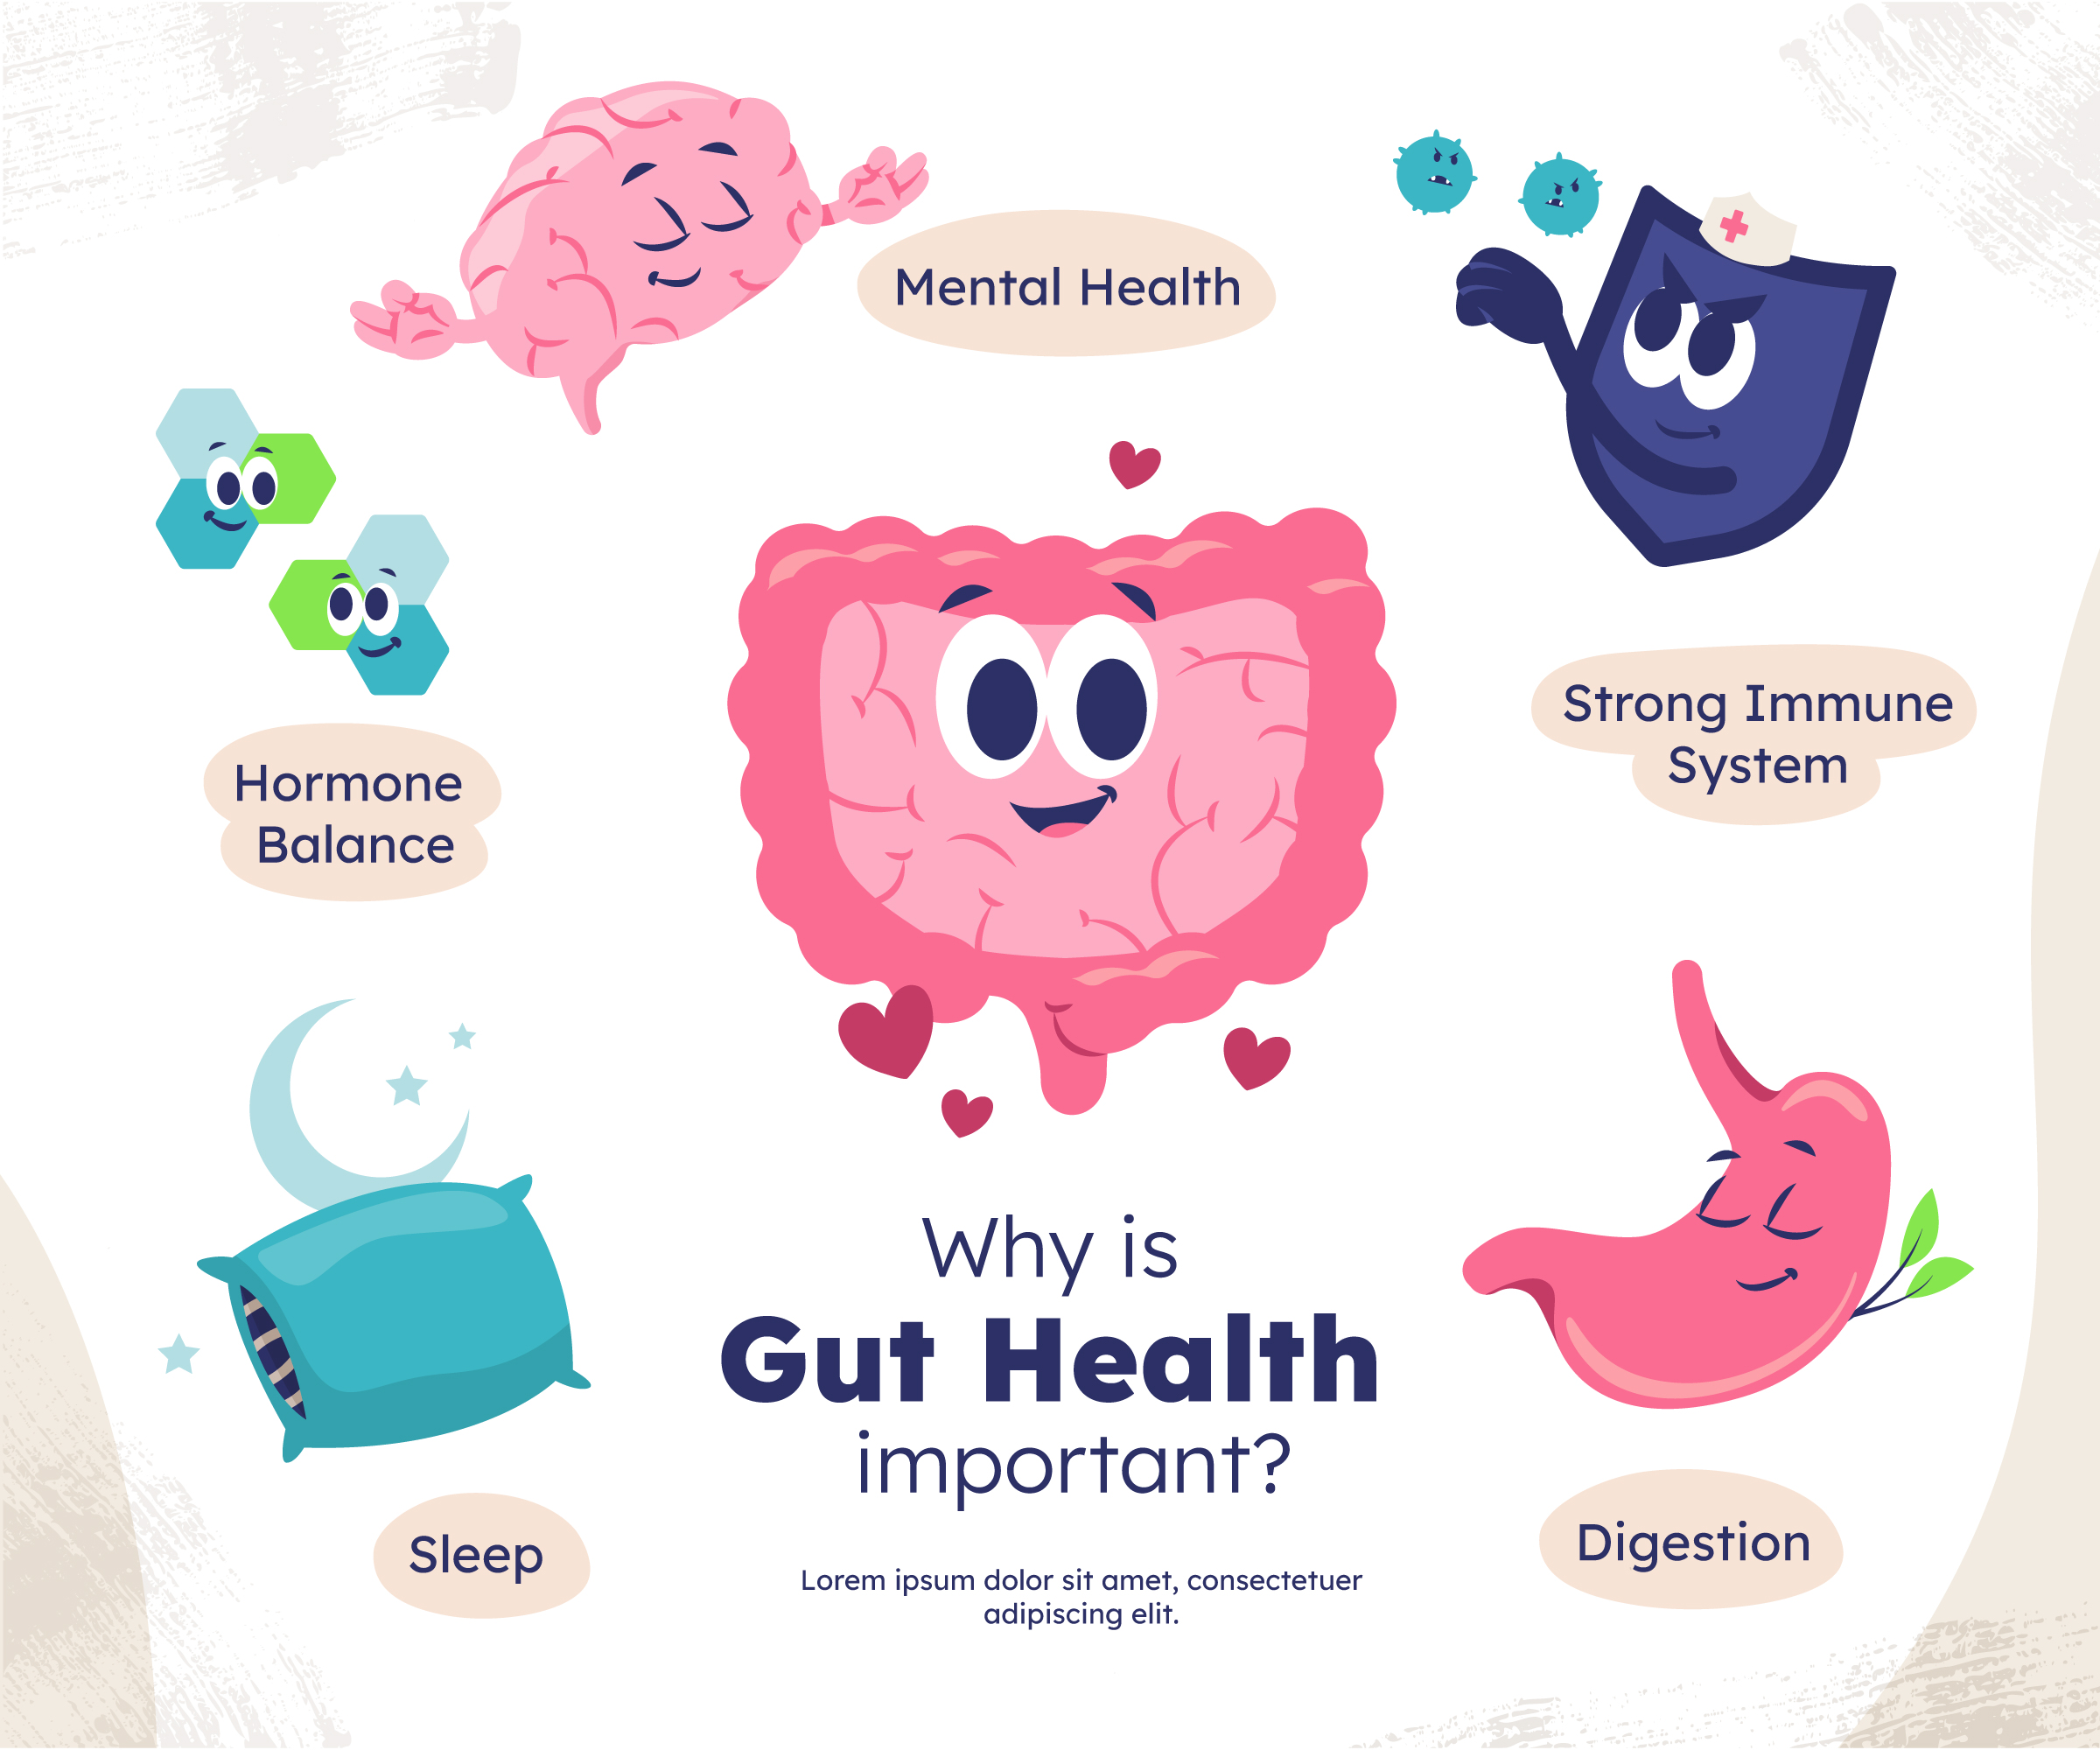 Mental Health
Strong Immune
System
Hormone
Balance
Why is
Gut Health
important?
Lorem ipsum dolor sit amet, consectetuer
adipiscing elit.
Sleep
Digestion